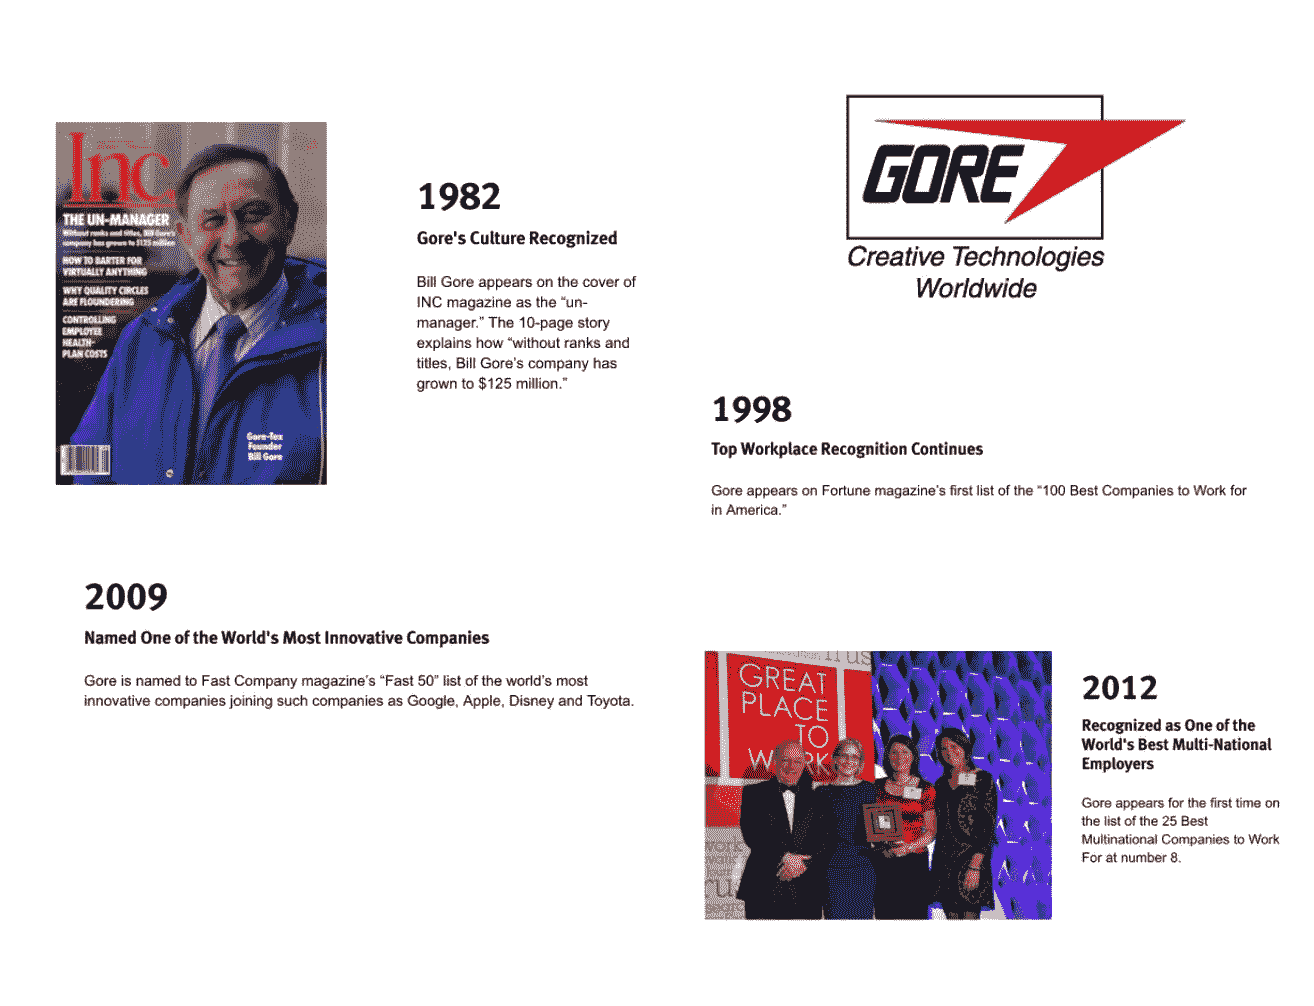 Inc.
THE UN-MANAGER
Without ranks and titles, Bill Gore's
company has grown to $125 million
HOW TO BARTER FOR
VIRTUALLY ANYTHING
WHY QUALITY CIRCLES
ARE FLOUNDERING
CONTROLLING
EMPLOYEE
HEALTH-
PLAN COSTS
Gore-Tex
Founder
Bill Gore
1982
Gore's Culture Recognized
Bill Gore appears on the cover of
INC magazine as the “un-
manager.” The 10-page story
explains how “without ranks and
titles, Bill Gore’s company has
grown to $125 million.”
GORE
Creative Technologies
Worldwide
1998
Top Workplace Recognition Continues
Gore appears on Fortune magazine’s first list of the “100 Best Companies to Work for
in America.”
2009
Named One of the World's Most Innovative Companies
Gore is named to Fast Company magazine’s “Fast 50” list of the world’s most
innovative companies joining such companies as Google, Apple, Disney and Toyota.
GREAT
PLACE
TO
WORK
2012
Recognized as One of the
World's Best Multi-National
Employers
Gore appears for the first time on
the list of the 25 Best
Multinational Companies to Work
For at number 8.